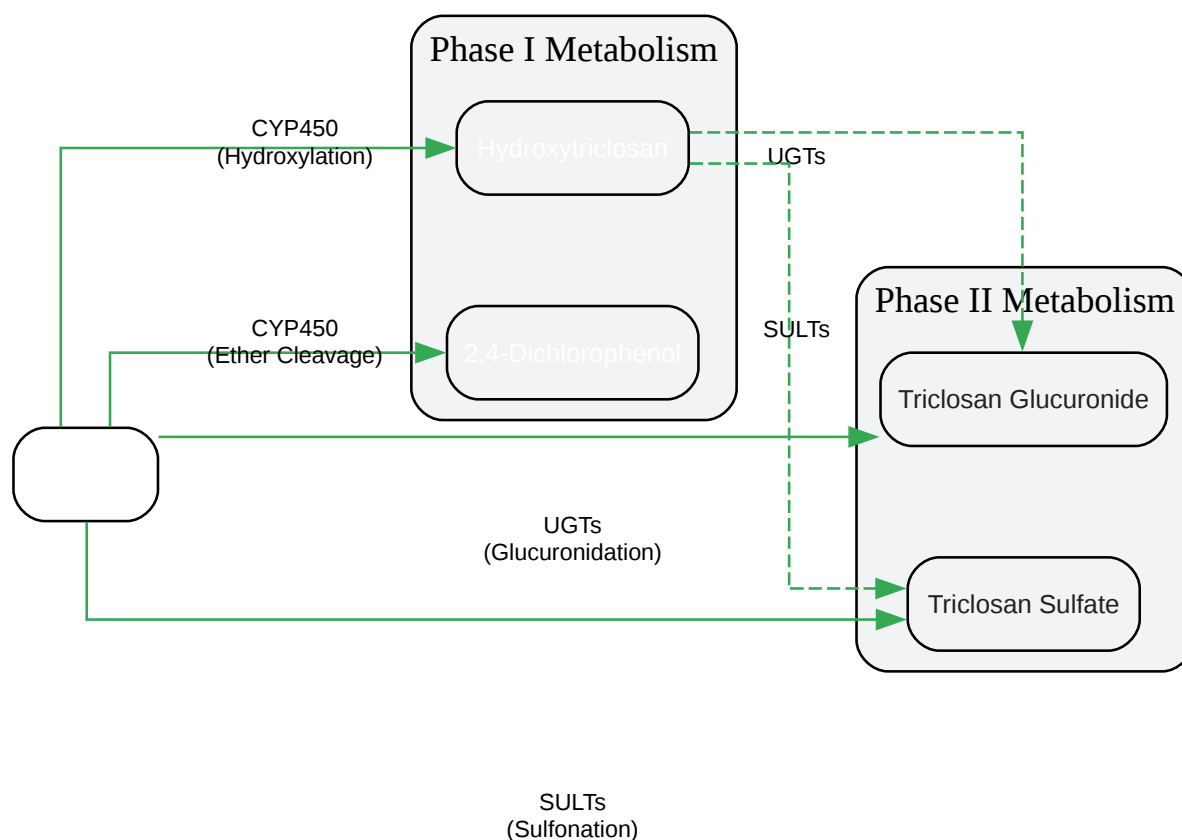 Phase I Metabolism
CYP450
(Hydroxylation)
Hydroxytriclosan
UGTs
Phase II Metabolism
CYP450
(Ether Cleavage)
2,4-Dichlorophenol
SULTs
Triclosan Glucuronide
UGTs
(Glucuronidation)
Triclosan Sulfate
SULTs
(Sulfonation)